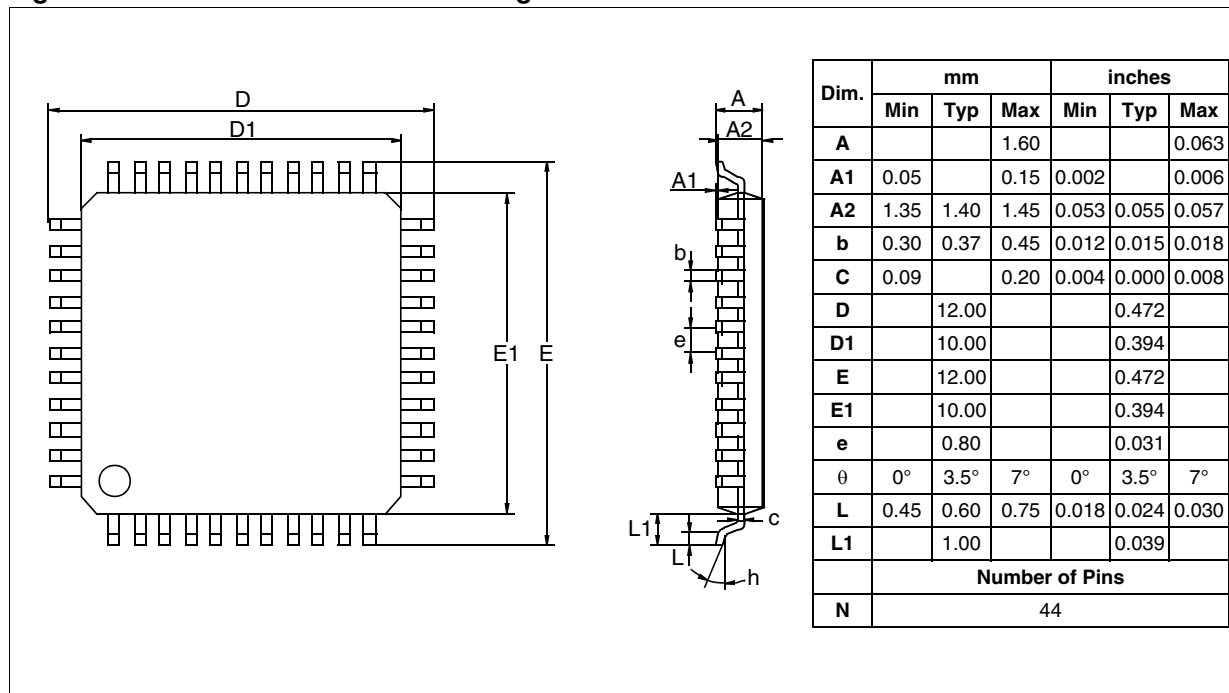 D
D1
E1
E
A
A2
A1
b
e
c
L1
L
h
Dim. mm inches
Min Typ Max Min Typ Max
A 1.60 0.063
A1 0.05 0.15 0.002 0.006
A2 1.35 1.40 1.45 0.053 0.055 0.057
b 0.30 0.37 0.45 0.012 0.015 0.018
C 0.09 0.20 0.004 0.000 0.008
D 12.00 0.472
D1 10.00 0.394
E 12.00 0.472
E1 10.00 0.394
e 0.80 0.031
θ 0° 3.5° 7° 0° 3.5° 7°
L 0.45 0.60 0.75 0.018 0.024 0.030
L1 1.00 0.039
Number of Pins
N 44